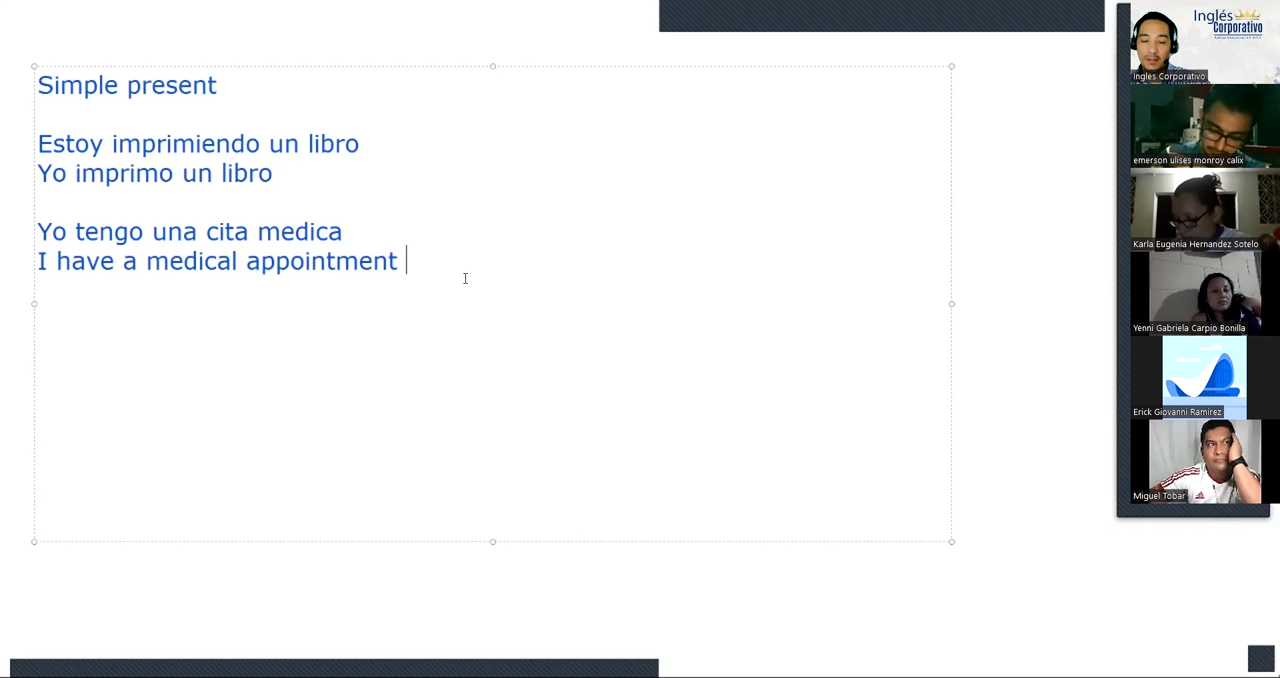 Simple present
Estoy imprimiendo un libro
Yo imprimo un libro
Yo tengo una cita medica
I have a medical appointment
Inglés
Corporativo
Ingles Corporativo
emerson ulises monroy calix
Karla Eugenia Hernandez Sotelo
Yenni Gabriela Carpio Bonilla
Erick Giovanni Ramirez
Miguel Tobar